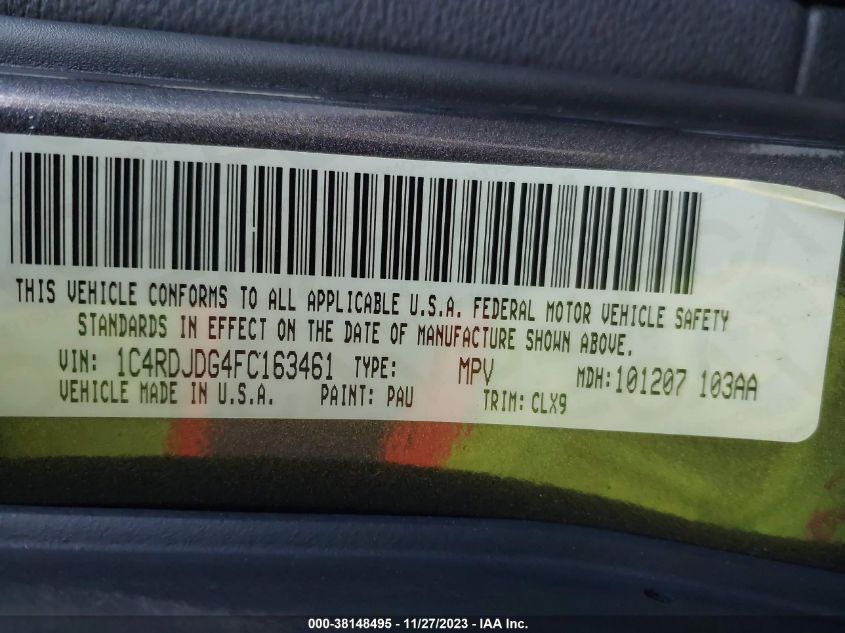 THIS VEHICLE CONFORMS TO ALL APPLICABLE U.S.A. FEDERAL MOTOR VEHICLE SAFETY
STANDARDS IN EFFECT ON THE DATE OF MANUFACTURE SHOWN ABOVE.
VIN: 1C4RDJDG4FC163461 TYPE: MPV MDH: 101207 103AA
VEHICLE MADE IN U.S.A. PAINT: PAU TRIM: CLX9
000-38148495 - 11/27/2023 - IAA Inc.